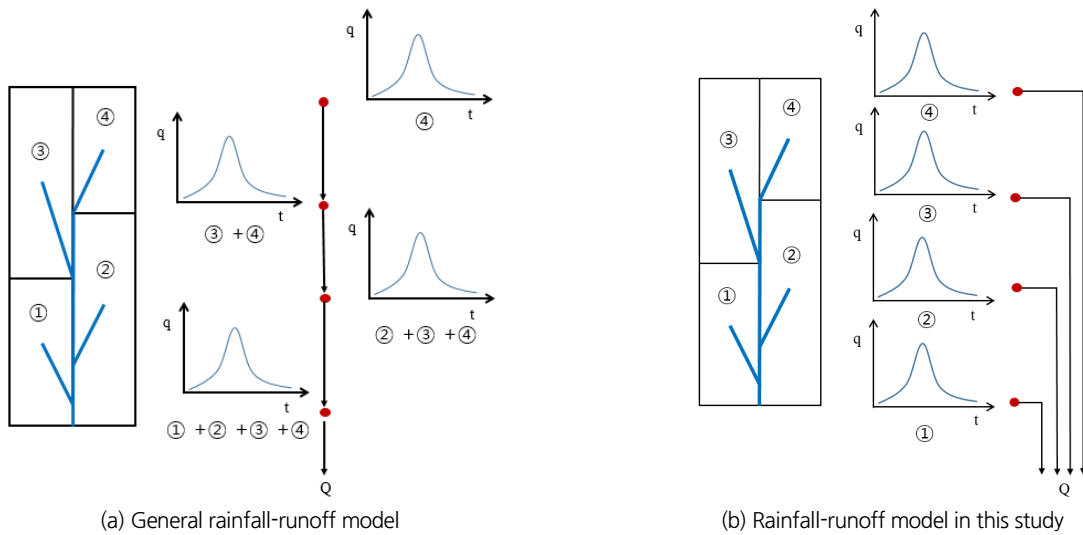 ③
④
②
①
q
t
④
q
t
③ +④
q
t
② +③ +④
q
t
① +② +③ +④
Q
(a) General rainfall-runoff model
③
④
②
①
q
t
④
q
t
③
q
t
②
q
t
①
Q
(b) Rainfall-runoff model in this study